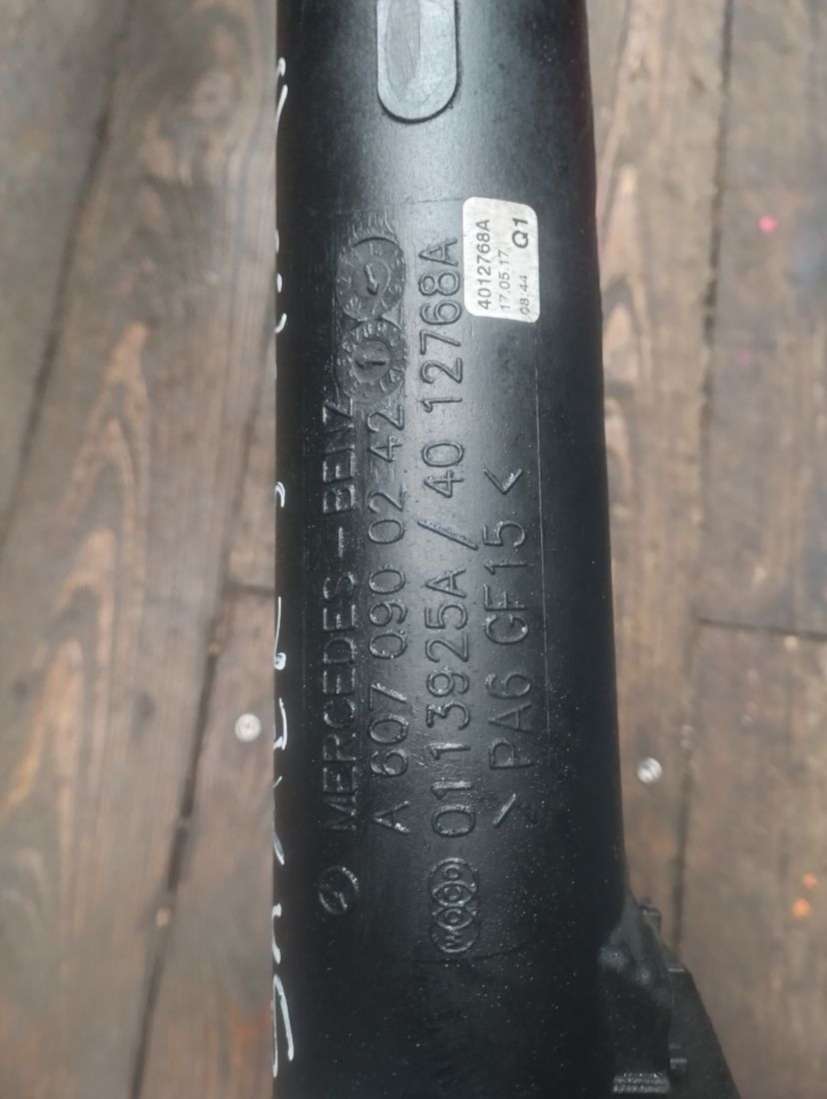 MERCEDES-BENZ
A 607 090 02 42
01 13925A / 40 12768A
> PA6 GF15 <
4012768A
17.05.17
08:44 Q1